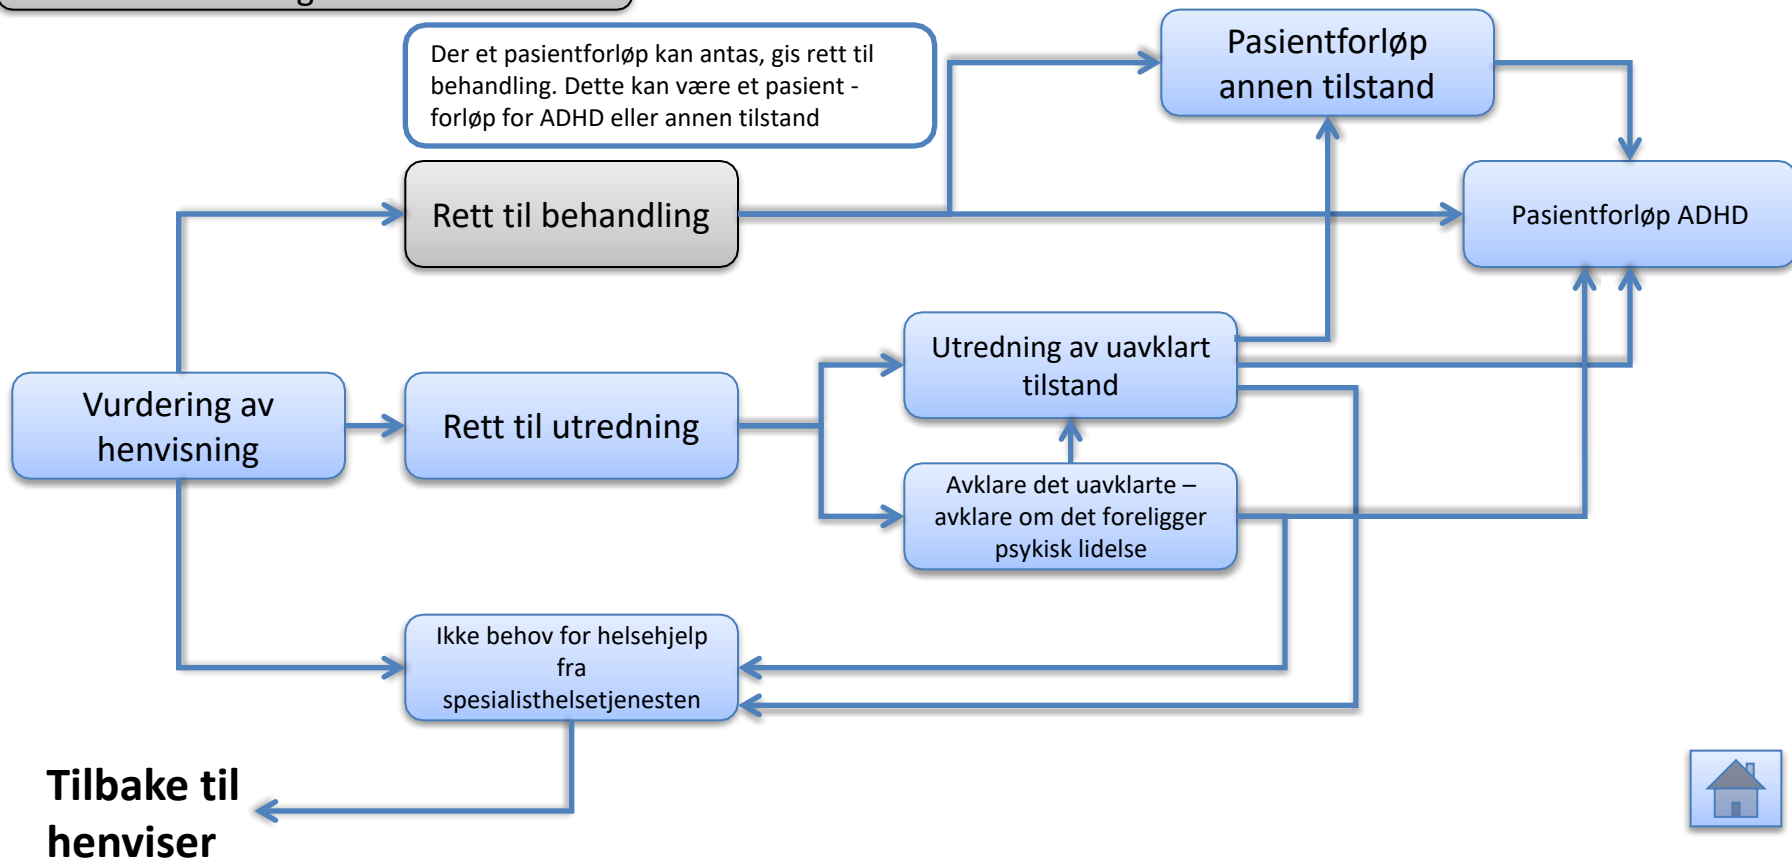 Der et pasientforløp kan antas, gis rett til
behandling. Dette kan være et pasient -
forløp for ADHD eller annen tilstand
Pasientforløp
annen tilstand
Rett til behandling
Pasientforløp ADHD
Utredning av uavklart
tilstand
Vurdering av
henvisning
Rett til utredning
Avklare det uavklarte –
avklare om det foreligger
psykisk lidelse
Ikke behov for helsehjelp
fra
spesialisthelsetjenesten
Tilbake til
henviser